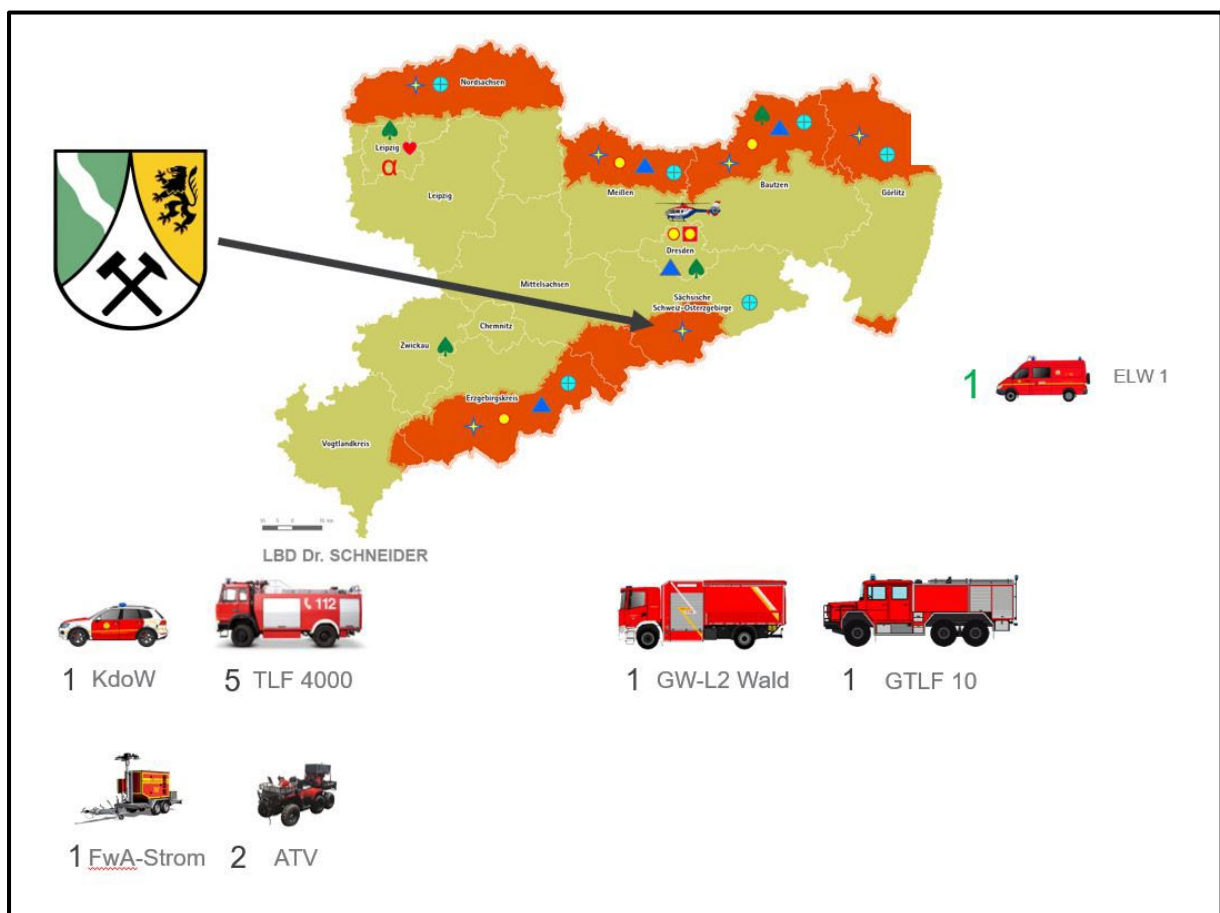 Nordsachsen
Leipzig
α
Leipzig
Meißen
Bautzen
Görlitz
Dresden
Mittelsachsen
Sächsische
Schweiz-Osterzgebirge
Chemnitz
Zwickau
Erzgebirgskreis
Vogtlandkreis
1 ELW 1
LBD Dr. SCHNEIDER
112
1 KdoW
5 TLF 4000
1 GW-L2 Wald
1 GTLF 10
1 FwA-Strom
2 ATV